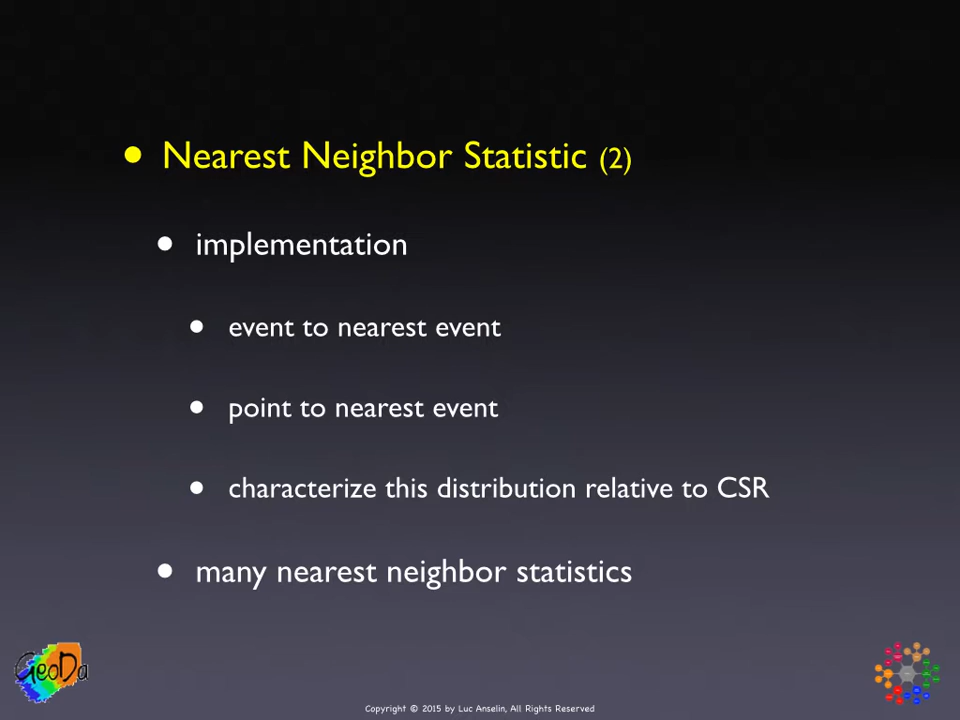 • Nearest Neighbor Statistic (2)
• implementation
• event to nearest event
• point to nearest event
• characterize this distribution relative to CSR
• many nearest neighbor statistics
GeoDa
Copyright © 2015 by Luc Anselin, All Rights Reserved